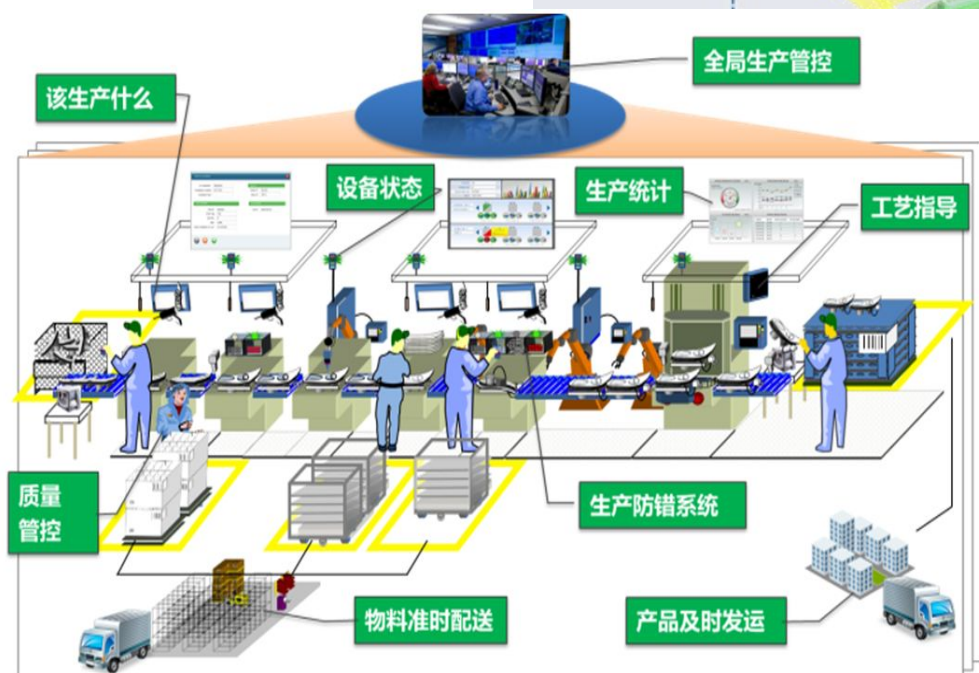 全局生产管控
该生产什么
设备状态
生产统计
工艺指导
质量
管控
生产防错系统
物料准时配送
产品及时发运